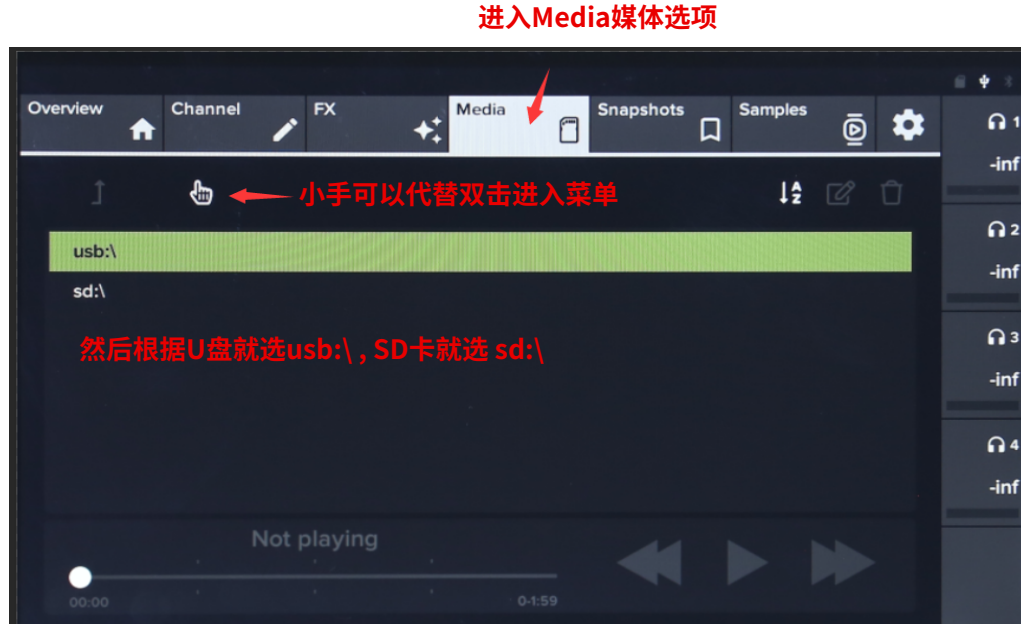 进入Media媒体选项
Overview
Channel
FX
Media
Snapshots
Samples
小手可以代替双击进入菜单
A
Z
usb:\
sd:\
然后根据U盘就选usb:\ , SD卡就选 sd:\
Not playing
00:00
0-1:59
1
-inf
2
-inf
3
-inf
4
-inf